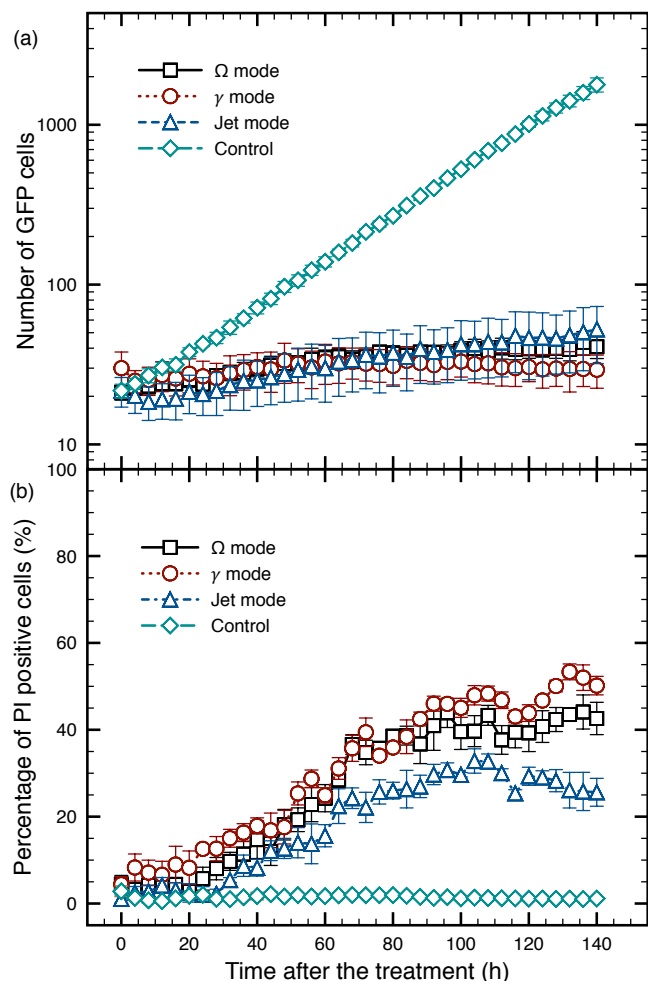 (a)
Ω mode
γ mode
Jet mode
Control
1000
100
10
Number of GFP cells
(b)
100
80
60
40
20
0
Ω mode
γ mode
Jet mode
Control
Percentage of PI positive cells (%)
0 20 40 60 80 100 120 140
Time after the treatment (h)